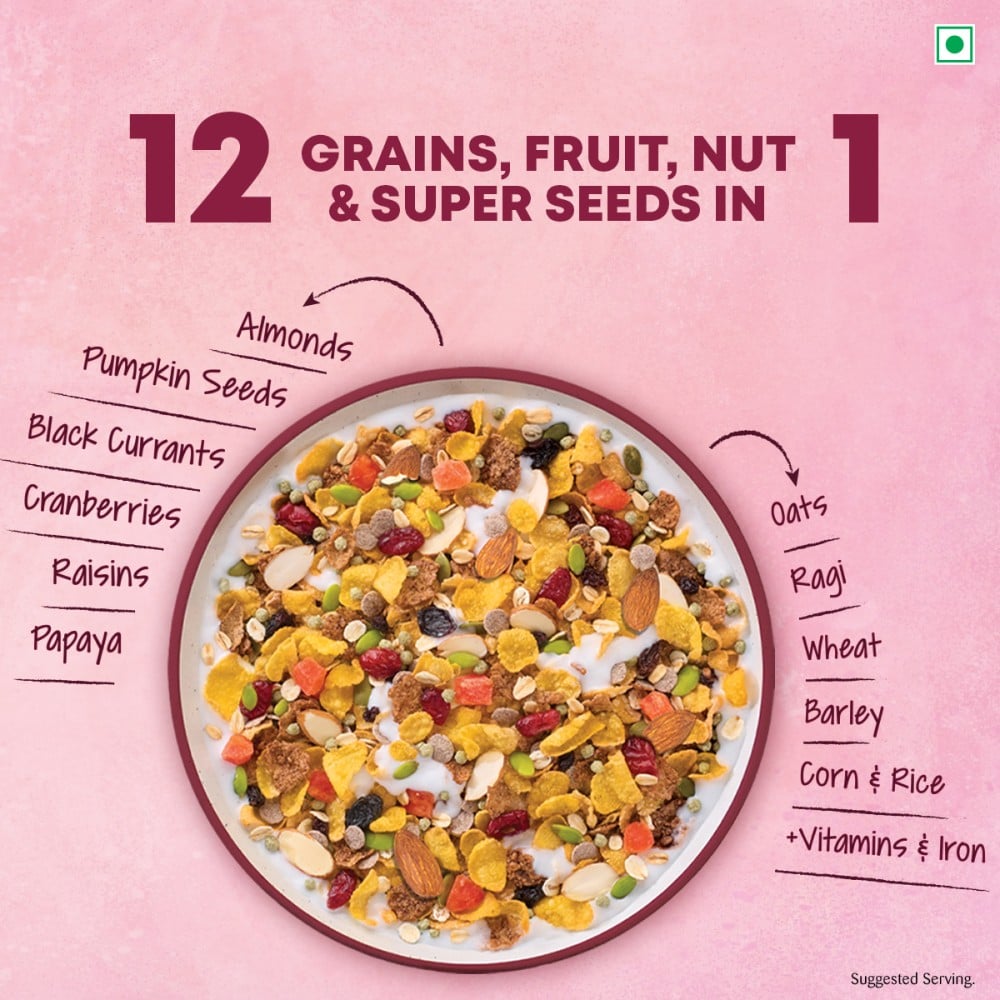 12 GRAINS, FRUIT, NUT & SUPER SEEDS IN 1
Almonds
Pumpkin Seeds
Black Currants
Cranberries
Raisins
Papaya
Oats
Ragi
Wheat
Barley
Corn & Rice
+Vitamins & Iron
Suggested Serving.